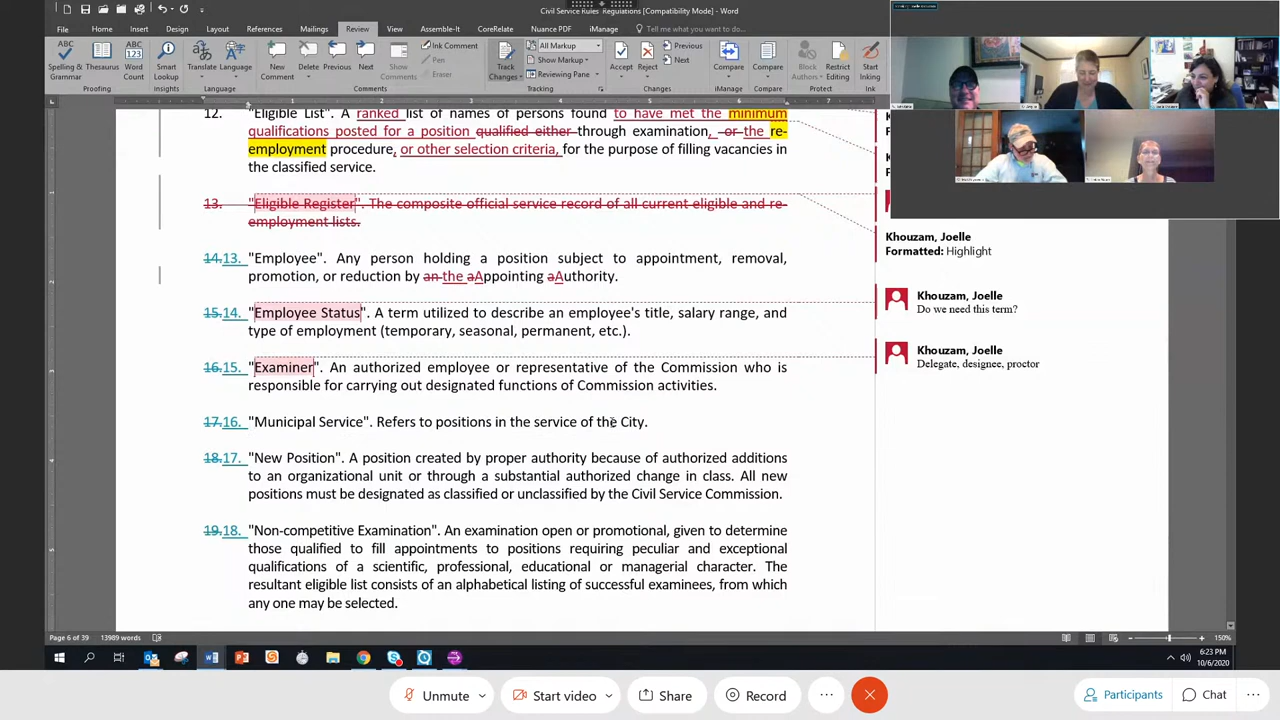 Civil Service Rules Regulations [Compatibility Mode] - Word
File Home Insert Design Layout References Mailings Review View Assemble-It CoreRelate Nuance PDF iManage Tell me what you want to do...
ABC Spelling & Grammar
Thesaurus
ABC 123 Word Count
Smart Lookup
Translate
Language
New Comment
Delete
Previous
Next
Show Comments
Ink Comment
Pen
Eraser
Track Changes
All Markup
Show Markup
Reviewing Pane
Accept
Reject
Previous
Next
iManage Compare
Compare
Block Authors
Restrict Editing
Start Inking
Proofing Insights Language Comments Tracking Changes Compare Compare Protect Ink
12. "Eligible List". A ranked list of names of persons found to have met the minimum
qualifications posted for a position qualified either through examination, or the re-
employment procedure, or other selection criteria, for the purpose of filling vacancies in
the classified service.
13. "Eligible Register". The composite official service record of all current eligible and re-
employment lists.
Khouzam, Joelle
Formatted: Highlight
14.13. "Employee". Any person holding a position subject to appointment, removal,
promotion, or reduction by an the aAppointing aAuthority.
15.14. "Employee Status". A term utilized to describe an employee's title, salary range, and
type of employment (temporary, seasonal, permanent, etc.).
Khouzam, Joelle
Do we need this term?
16.15. "Examiner". An authorized employee or representative of the Commission who is
responsible for carrying out designated functions of Commission activities.
Khouzam, Joelle
Delegate, designee, proctor
17.16. "Municipal Service". Refers to positions in the service of the City.
18.17. "New Position". A position created by proper authority because of authorized additions
to an organizational unit or through a substantial authorized change in class. All new
positions must be designated as classified or unclassified by the Civil Service Commission.
19.18. "Non-competitive Examination". An examination open or promotional, given to determine
those qualified to fill appointments to positions requiring peculiar and exceptional
qualifications of a scientific, professional, educational or managerial character. The
resultant eligible list consists of an alphabetical listing of successful examinees, from which
any one may be selected.
Page 6 of 39 13989 words 150%
6:23 PM
10/6/2020
Unmute Start video Share Record Participants Chat